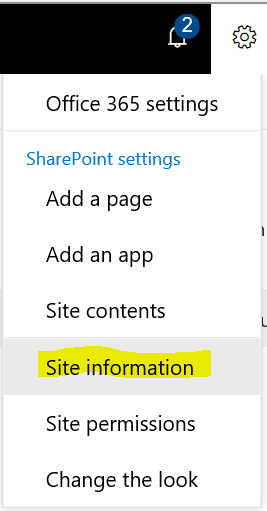 2
Office 365 settings
SharePoint settings
Add a page
Add an app
Site contents
Site information
Site permissions
Change the look